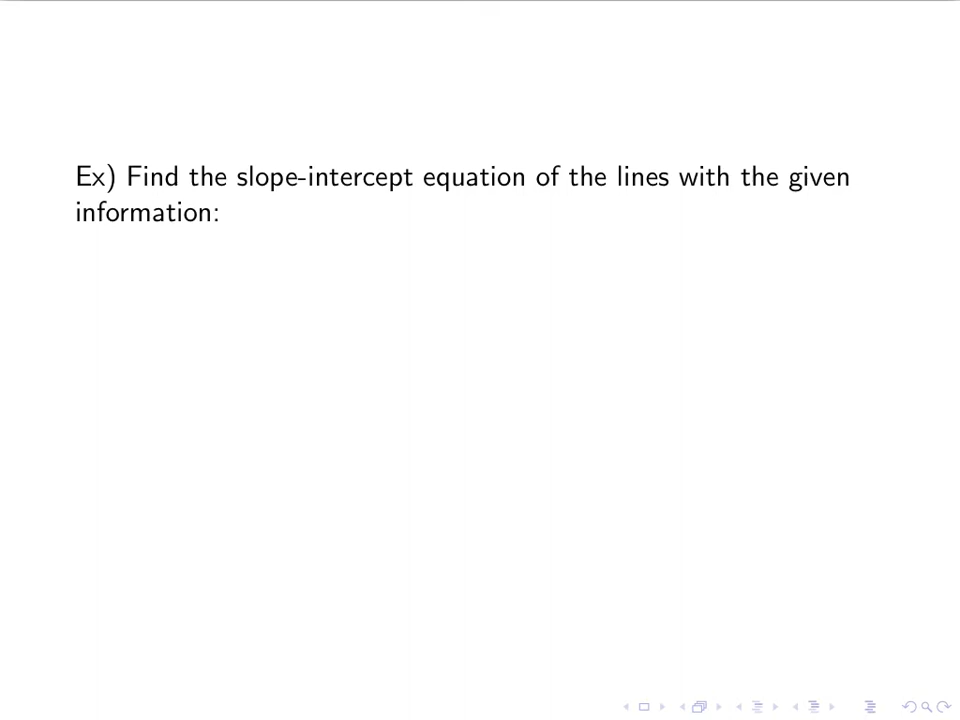 Ex) Find the slope-intercept equation of the lines with the given
information: